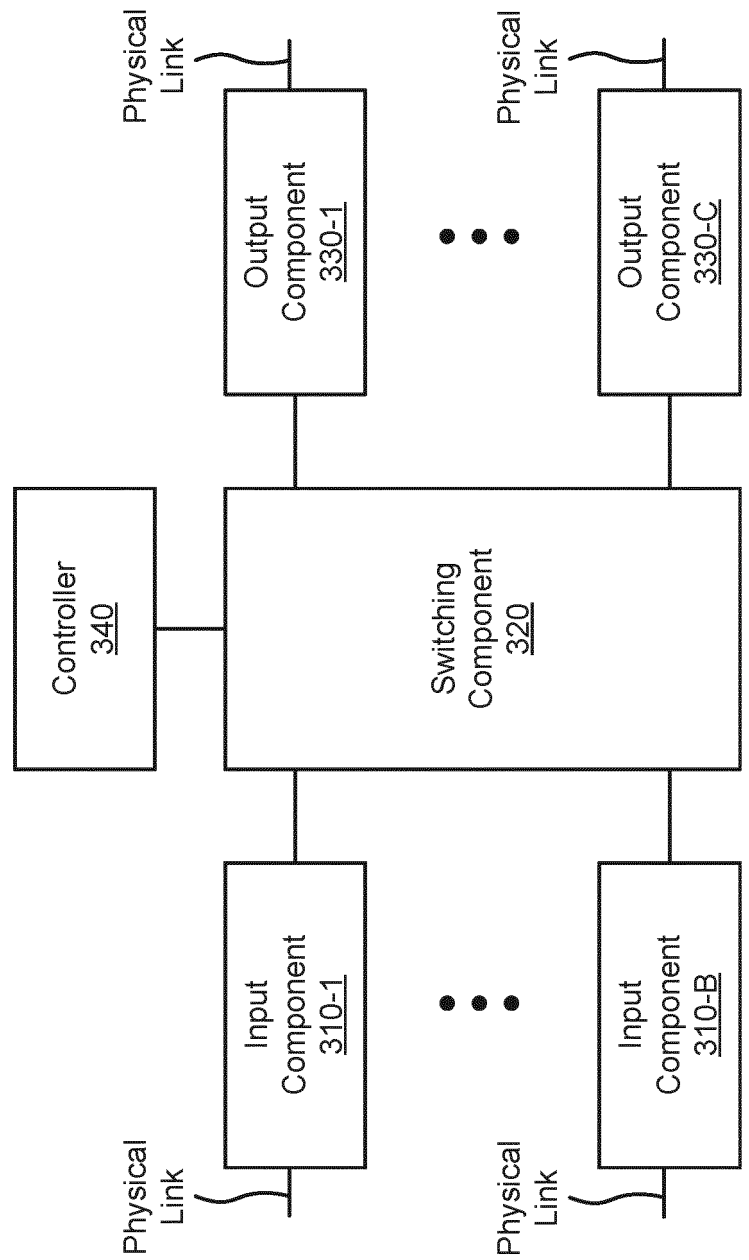 Controller
340
Physical
Link
Input
Component
310-1
Switching
Component
320
Output
Component
330-1
Physical
Link
Physical
Link
Input
Component
310-B
Output
Component
330-C
Physical
Link